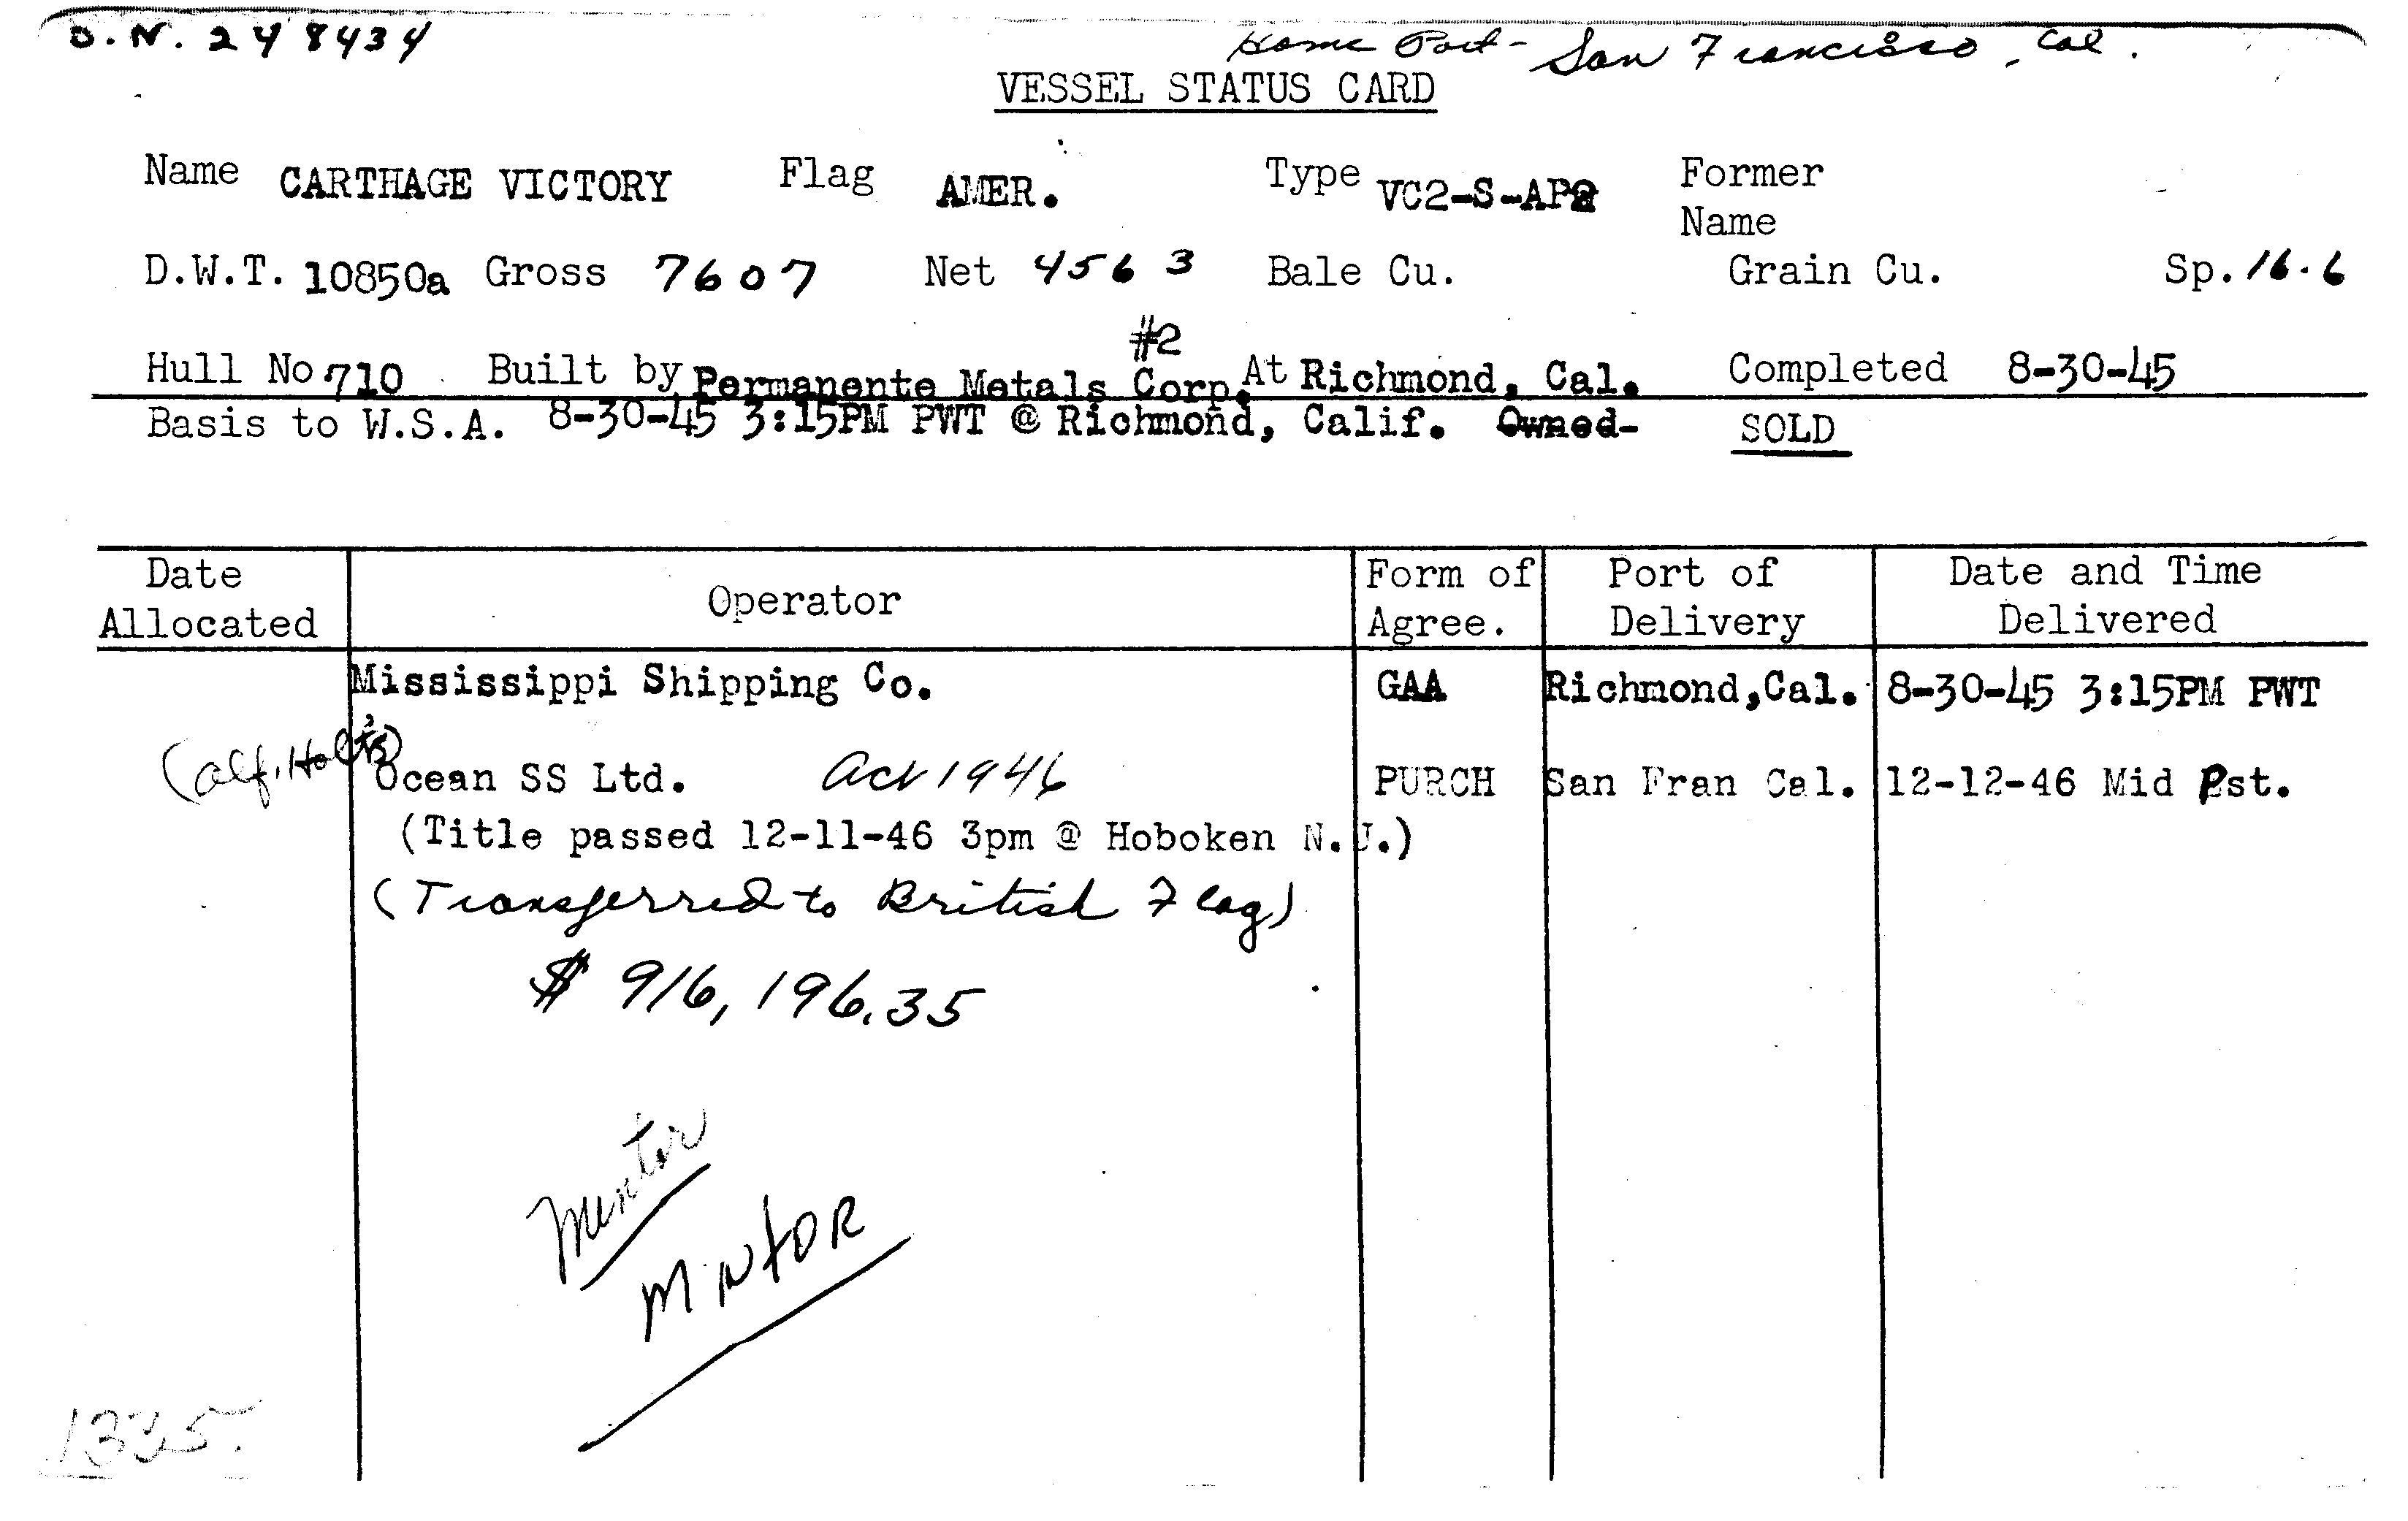 O.N. 248434
Home Port - San Francisco, Cal.
VESSEL STATUS CARD
Name CARTHAGE VICTORY Flag AMER. Type VC2-S-AP2 Former Name
D.W.T. 10850a Gross 7607 Net 4563 Bale Cu. Grain Cu. Sp. 16.6
#2
Hull No 710 Built by Permanente Metals Corp. At Richmond, Cal. Completed 8-30-45
Basis to W.S.A. 8-30-45 3:15PM PWT @ Richmond, Calif. Owned- SOLD
Date Allocated Operator Form of Agree. Port of Delivery Date and Time Delivered
Mississippi Shipping Co. GAA Richmond,Cal. 8-30-45 3:15PM PWT
(Alf. Holt's)
Ocean SS Ltd. Act 1946 PURCH San Fran Cal. 12-12-46 Mid Pst.
(Title passed 12-11-46 3pm @ Hoboken N.J.)
(Transferred to British Flag)
$ 916,196.35
Mentor
MENTOR
1335